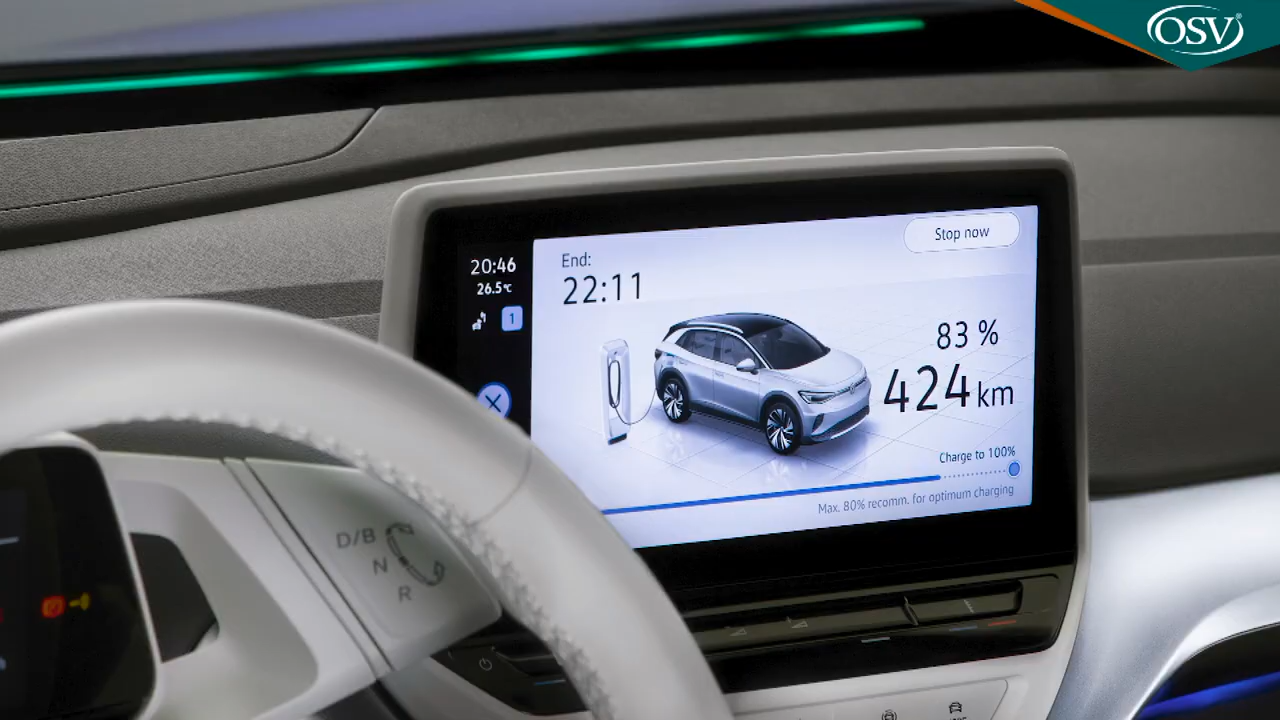 OSV
Stop now
End:
22:11
20:46
26.5°C
1
83 %
424 km
Charge to 100%
Max. 80% recomm. for optimum charging
D/B
N
R